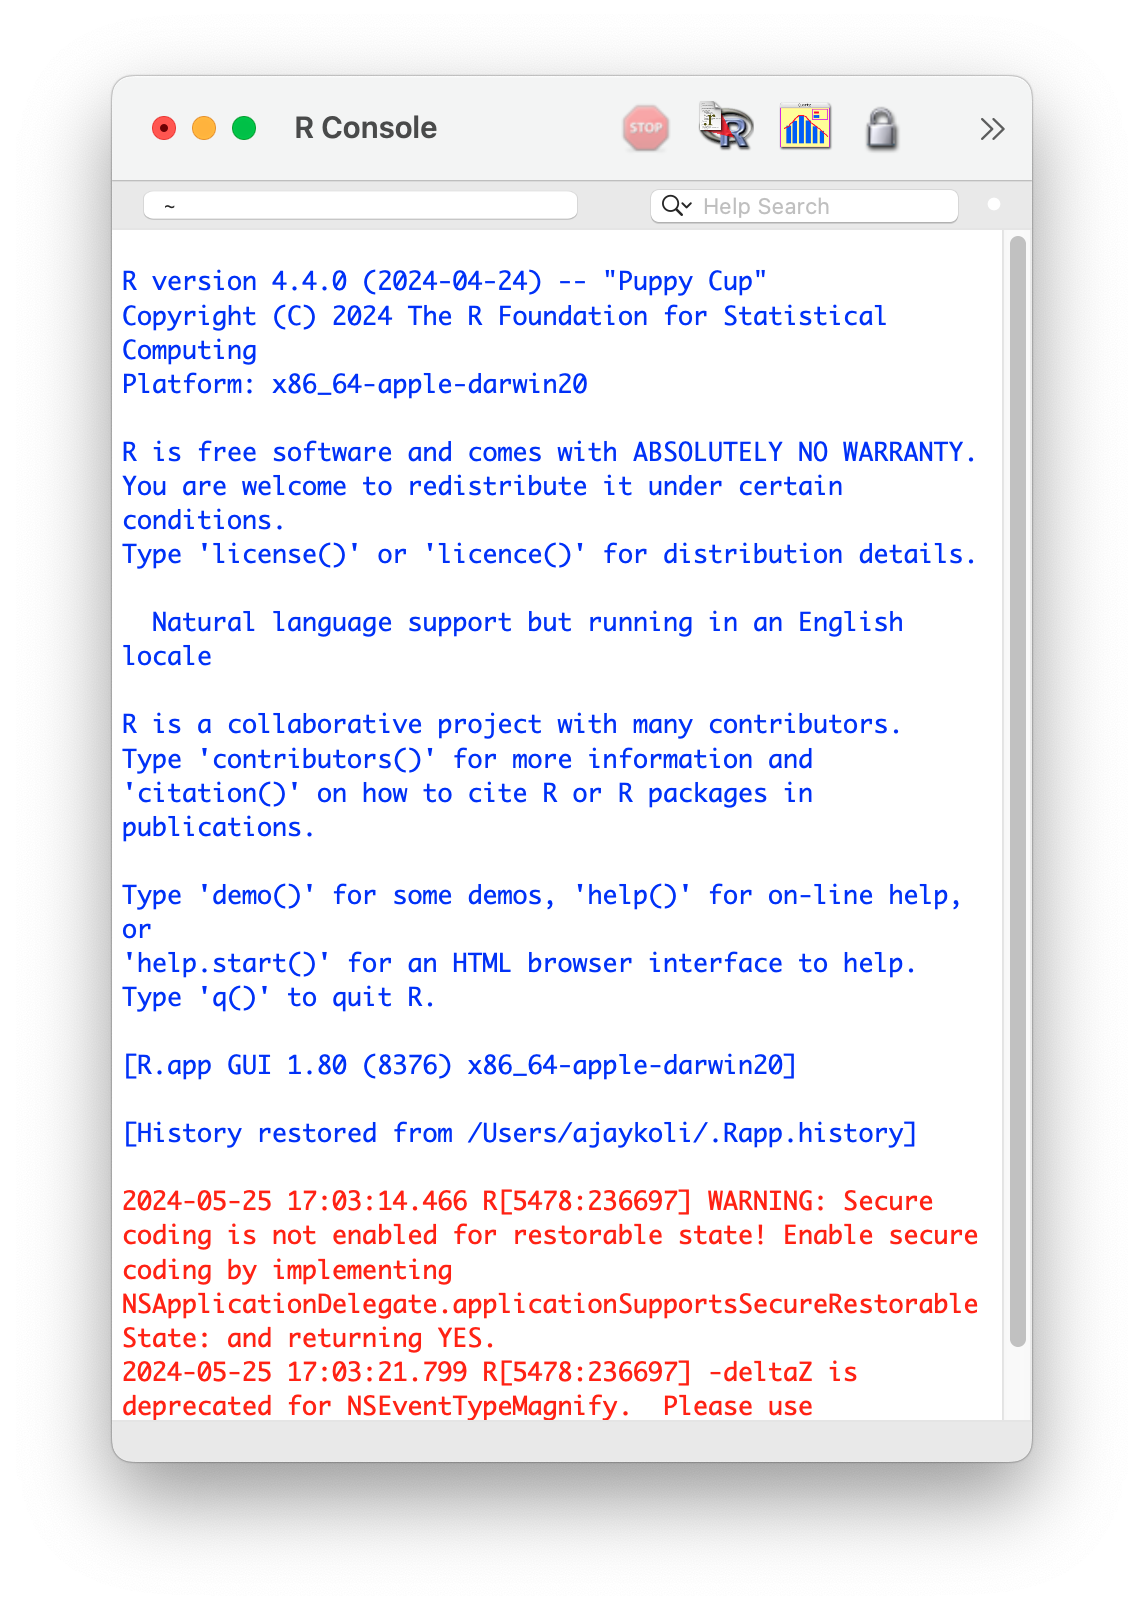 R Console
STOP
~
Help Search
R version 4.4.0 (2024-04-24) -- "Puppy Cup"
Copyright (C) 2024 The R Foundation for Statistical
Computing
Platform: x86_64-apple-darwin20
R is free software and comes with ABSOLUTELY NO WARRANTY.
You are welcome to redistribute it under certain
conditions.
Type 'license()' or 'licence()' for distribution details.
Natural language support but running in an English
locale
R is a collaborative project with many contributors.
Type 'contributors()' for more information and
'citation()' on how to cite R or R packages in
publications.
Type 'demo()' for some demos, 'help()' for on-line help,
or
'help.start()' for an HTML browser interface to help.
Type 'q()' to quit R.
[R.app GUI 1.80 (8376) x86_64-apple-darwin20]
[History restored from /Users/ajaykoli/.Rapp.history]
2024-05-25 17:03:14.466 R[5478:236697] WARNING: Secure
coding is not enabled for restorable state! Enable secure
coding by implementing
NSApplicationDelegate.applicationSupportsSecureRestorable
State: and returning YES.
2024-05-25 17:03:21.799 R[5478:236697] -deltaZ is
deprecated for NSEventTypeMagnify.  Please use